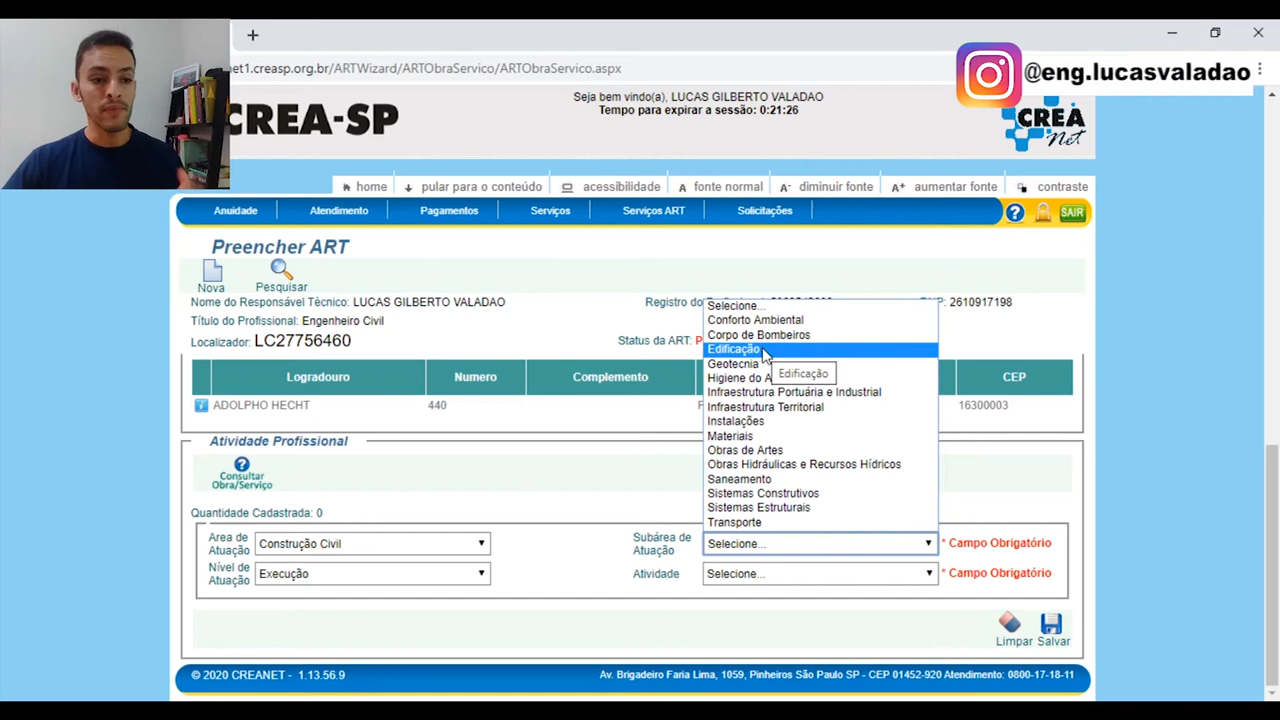 net1.creasp.org.br/ARTWizard/ARTObraServico/ARTObraServico.aspx
@eng.lucasvaladao
CREA-SP
Seja bem vindo(a), LUCAS GILBERTO VALADAO
Tempo para expirar a sessão: 0:21:26
CREA
Net
home
pular para o conteúdo
acessibilidade
A fonte normal
A- diminuir fonte
A+ aumentar fonte
contraste
Anuidade
Atendimento
Pagamentos
Serviços
Serviços ART
Solicitações
?
SAIR
Preencher ART
Nova
Pesquisar
Nome do Responsável Técnico: LUCAS GILBERTO VALADAO
Registro do
2610917198
Título do Profissional: Engenheiro Civil
Localizador: LC27756460
Status da ART: P
Logradouro
Numero
Complemento
CEP
ADOLPHO HECHT
440
16300003
Selecione...
Conforto Ambiental
Corpo de Bombeiros
Edificação
Geotecnia
Higiene do A
Edificação
Infraestrutura Portuária e Industrial
Infraestrutura Territorial
Instalações
Materiais
Obras de Artes
Obras Hidráulicas e Recursos Hídricos
Saneamento
Sistemas Construtivos
Sistemas Estruturais
Transporte
Atividade Profissional
?
Consultar
Obra/Serviço
Quantidade Cadastrada: 0
Area de
Atuação
Construção Civil
Subárea de
Atuação
Selecione...
* Campo Obrigatório
Nível de
Atuação
Execução
Atividade
Selecione...
* Campo Obrigatório
Limpar
Salvar
© 2020 CREANET - 1.13.56.9
Av. Brigadeiro Faria Lima, 1059, Pinheiros São Paulo SP - CEP 01452-920 Atendimento: 0800-17-18-11